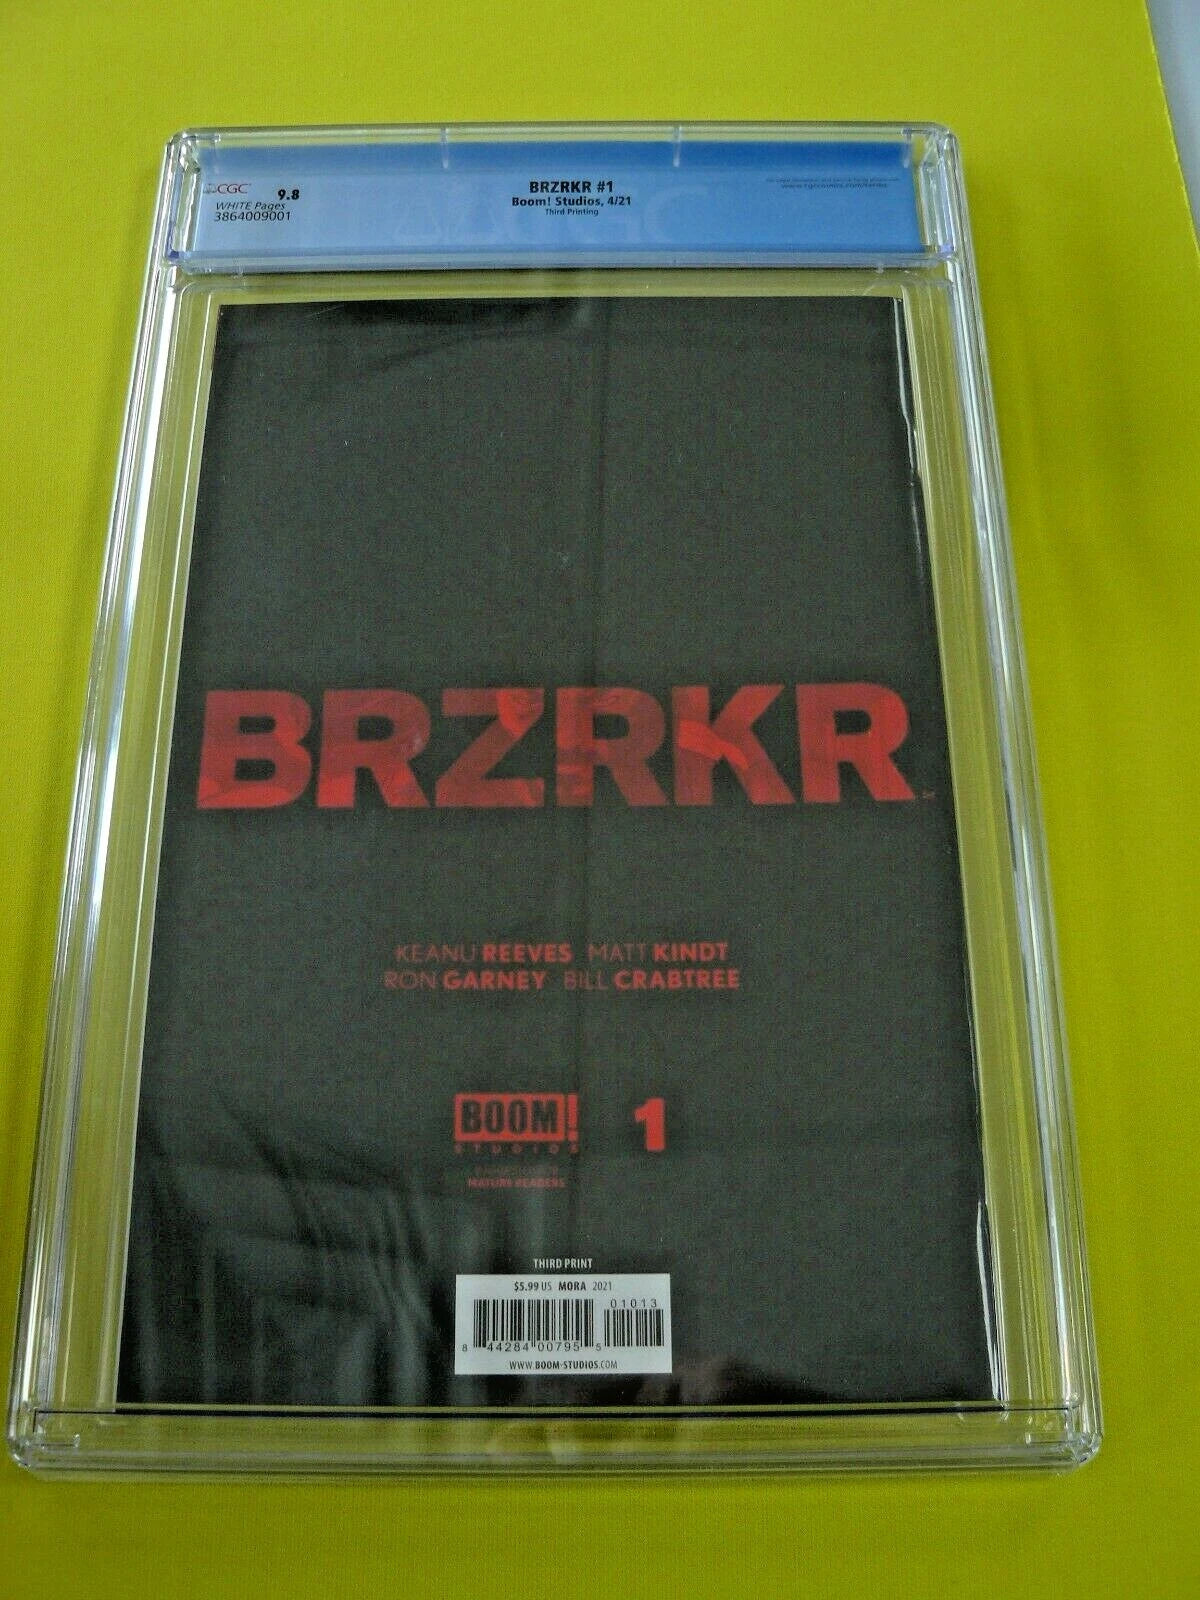 CGC 9.8
WHITE Pages
3864009001
BRZRKR #1
Boom! Studios, 4/21
Third Printing
BRZRKR
KEANU REEVES MATT KINDT
RON GARNEY BILL CRABTREE
BOOM!
STUDIOS
1
MATURE READERS
THIRD PRINT
$5.99 US MORA 2021
01013
8 44284 00795 5
WWW.BOOM-STUDIOS.COM